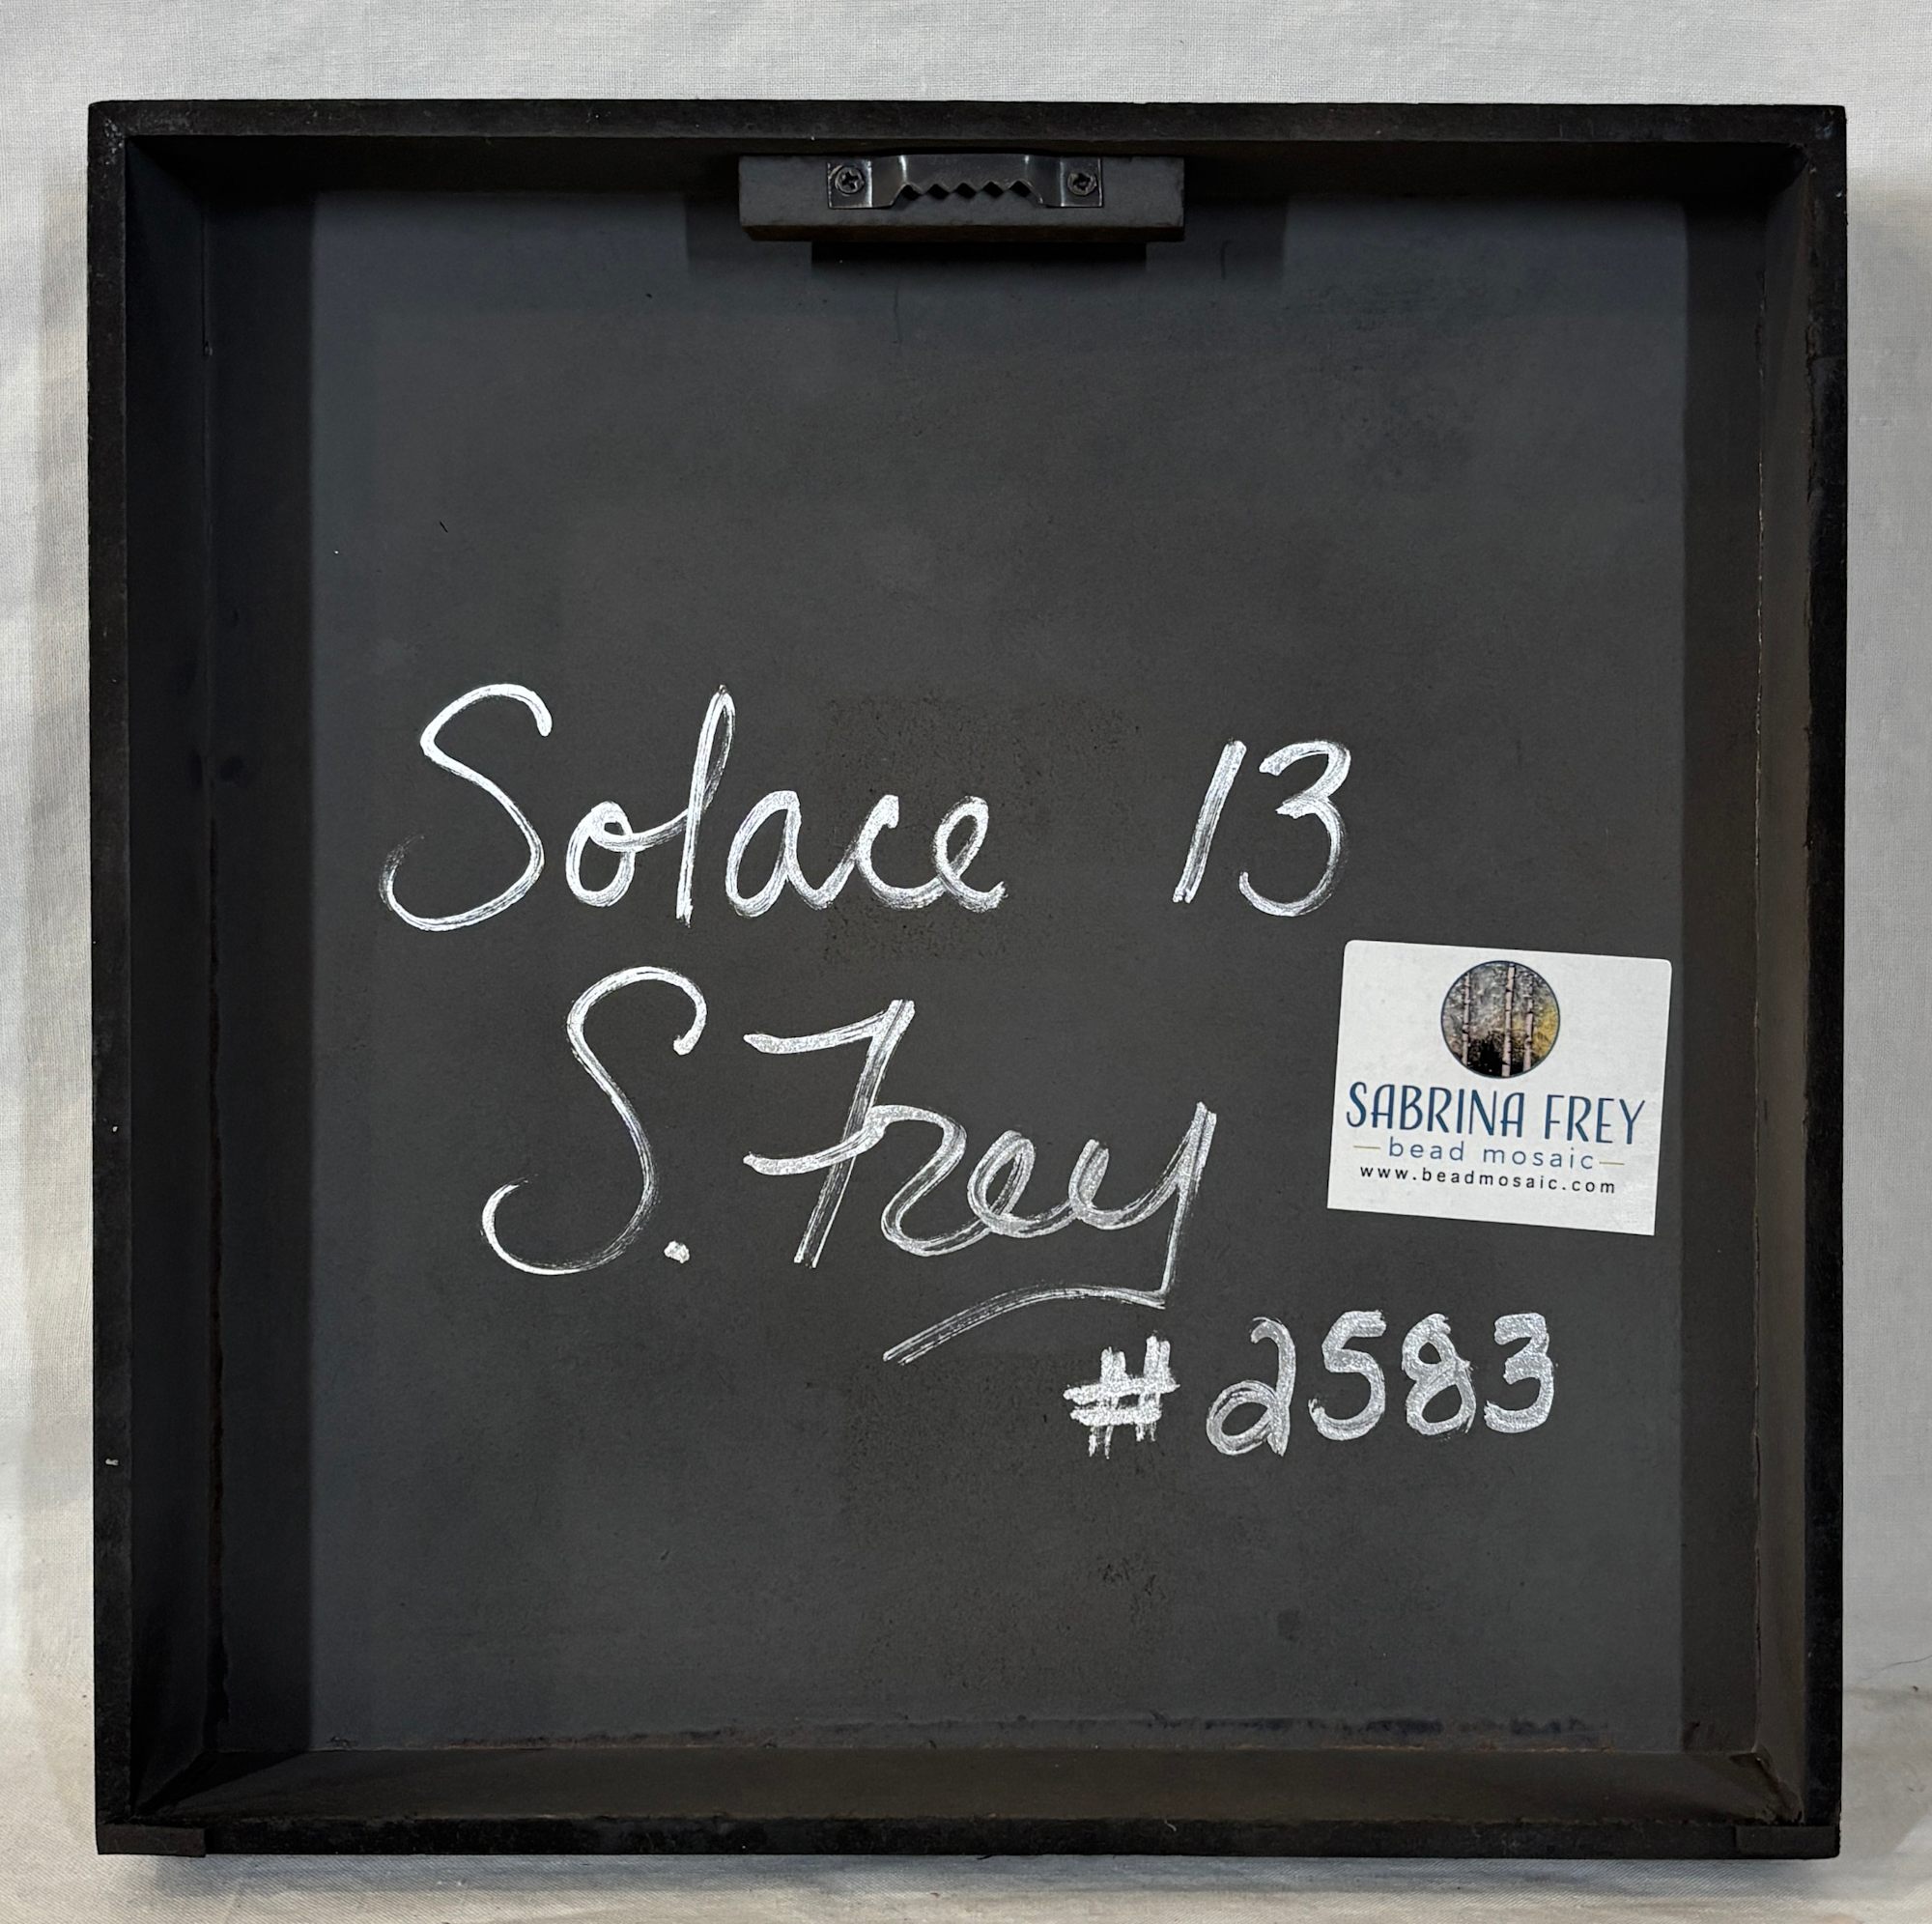 Solace 13
S. Frey
SABRINA FREY
bead mosaic
www.beadmosaic.com
#2583